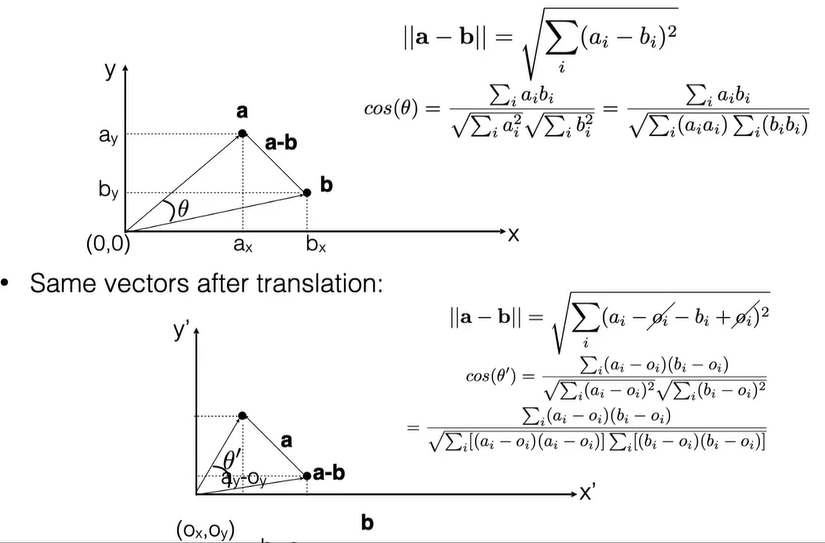 ||a − b|| = √∑ᵢ(aᵢ − bᵢ)²
cos(θ) = ∑ᵢ aᵢbᵢ / (√∑ᵢ aᵢ² √∑ᵢ bᵢ²) = ∑ᵢ aᵢbᵢ / √∑ᵢ(aᵢaᵢ) ∑ᵢ(bᵢbᵢ)
y
a
aᵧ
a-b
bᵧ
b
θ
(0,0)
aₓ
bₓ
x
• Same vectors after translation:
||a − b|| = √∑ᵢ(aᵢ − oᵢ − bᵢ + oᵢ)²
y'
cos(θ′) = ∑ᵢ(aᵢ − oᵢ)(bᵢ − oᵢ) / (√∑ᵢ(aᵢ − oᵢ)² √∑ᵢ(bᵢ − oᵢ)²)
= ∑ᵢ(aᵢ − oᵢ)(bᵢ − oᵢ) / √∑ᵢ[(aᵢ − oᵢ)(aᵢ − oᵢ)] ∑ᵢ[(bᵢ − oᵢ)(bᵢ − oᵢ)]
a
θ′
aᵧ-oᵧ
a-b
x'
(oₓ,oᵧ)
b